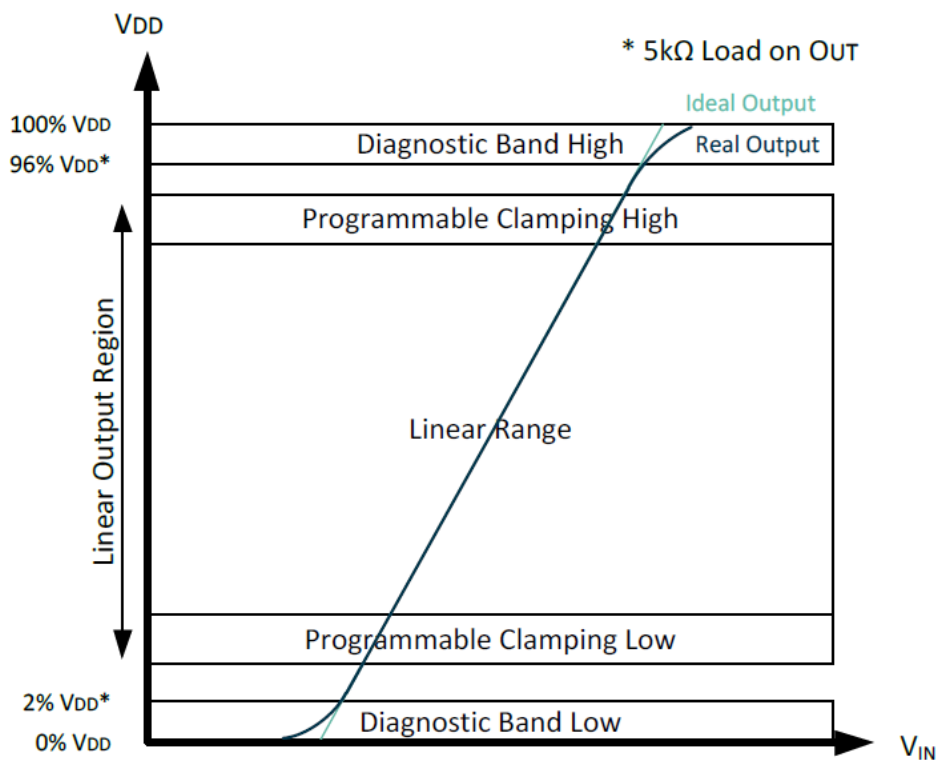 VDD
* 5kΩ Load on OUT
Ideal Output
100% VDD
Diagnostic Band High
Real Output
96% VDD*
Programmable Clamping High
Linear Output Region
Linear Range
Programmable Clamping Low
2% VDD*
Diagnostic Band Low
0% VDD
VIN